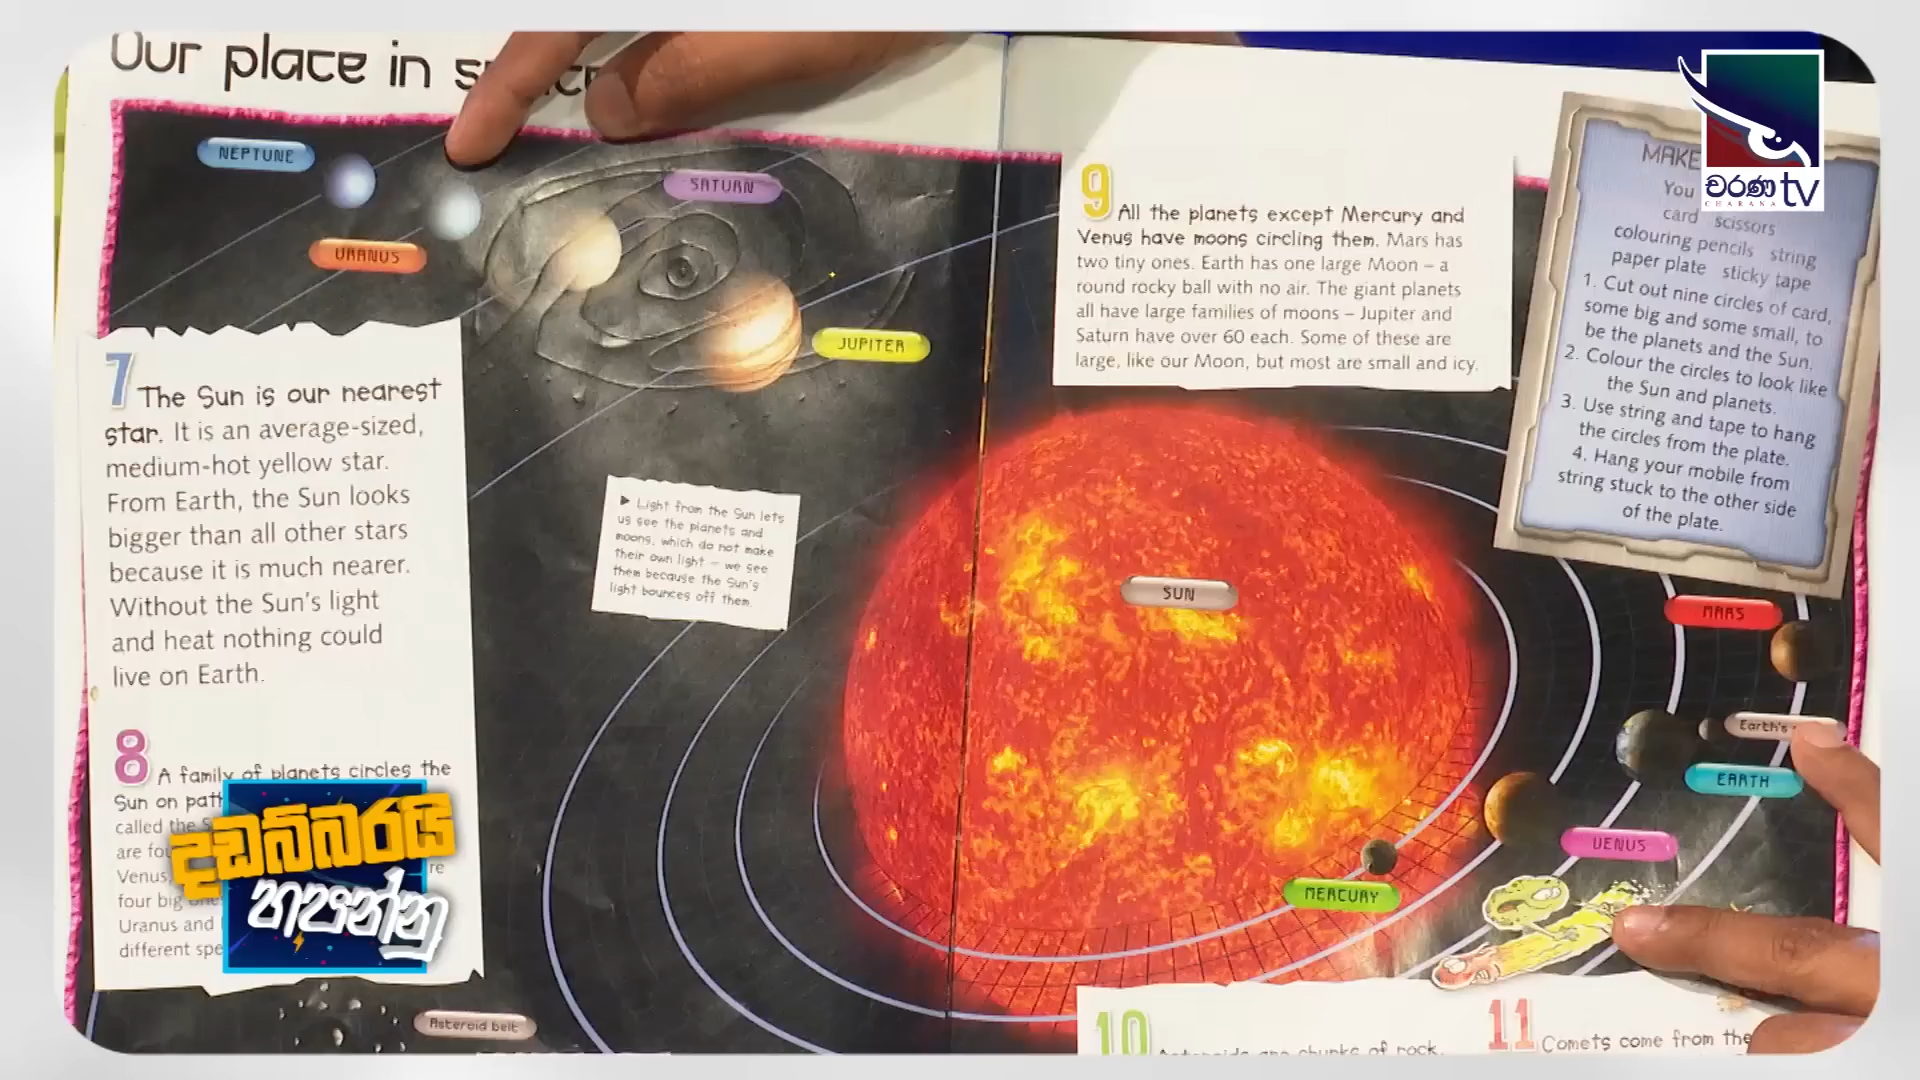 Our place in
NEPTUNE
URANUS
SATURN
JUPITER
7 The Sun is our nearest
star. It is an average-sized,
medium-hot yellow star.
From Earth, the Sun looks
bigger than all other stars
because it is much nearer.
Without the Sun's light
and heat nothing could
live on Earth.
8 A family of planets circles the
Sun on
called the
are
Venus,
four big
Uranus and
different
Asteroid belt
▶ Light from the Sun lets
us see the planets and
moons, which do not make
their own light – we see
them because the Sun's
light bounces off them.
9 All the planets except Mercury and
Venus have moons circling them. Mars has
two tiny ones. Earth has one large Moon – a
round rocky ball with no air. The giant planets
all have large families of moons – Jupiter and
Saturn have over 60 each. Some of these are
large, like our Moon, but most are small and icy.
SUN
MERCURY
VENUS
EARTH
Earth's
MARS
MAKE
You
card scissors
colouring pencils string
paper plate sticky tape
1. Cut out nine circles of card,
some big and some small, to
be the planets and the Sun.
2. Colour the circles to look like
the Sun and planets.
3. Use string and tape to hang
the circles from the plate.
4. Hang your mobile from
string stuck to the other side
of the plate.
10 Asteroids are chunks of rock,
11 Comets come from the
චරණ tv
CHARANA
දඩබ්බරයි
හපන්නු